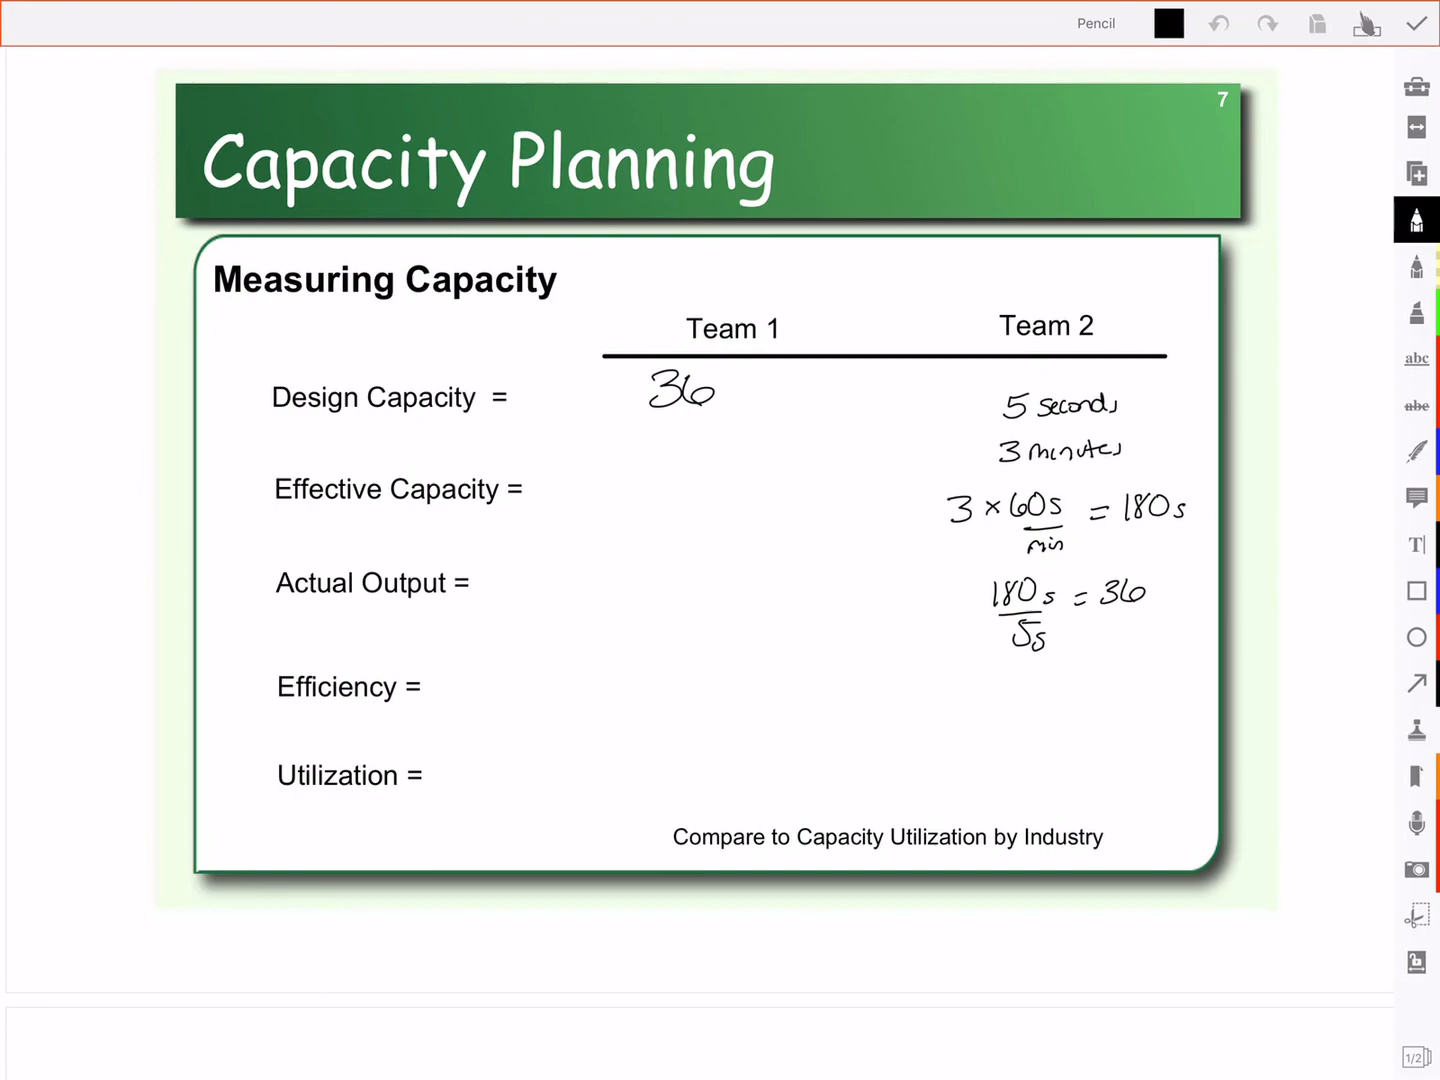 Pencil
7
Capacity Planning
Measuring Capacity
Team 1 Team 2
Design Capacity = 36
5 seconds
3 minutes
Effective Capacity =
3 × 60s = 180s
min
Actual Output =
180s = 36
5s
Efficiency =
Utilization =
Compare to Capacity Utilization by Industry
abc
abc
T
1/2